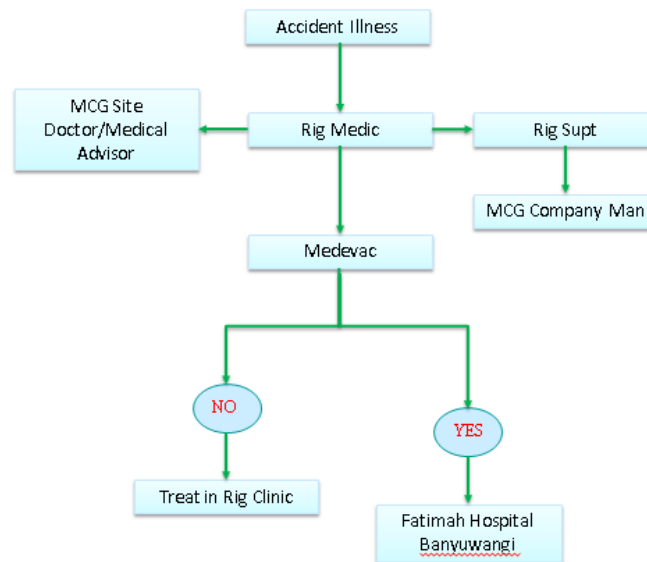 Accident Illness
MCG Site
Doctor/Medical
Advisor
Rig Medic
Rig Supt
MCG Company Man
Medevac
NO
YES
Treat in Rig Clinic
Fatimah Hospital
Banyuwangi